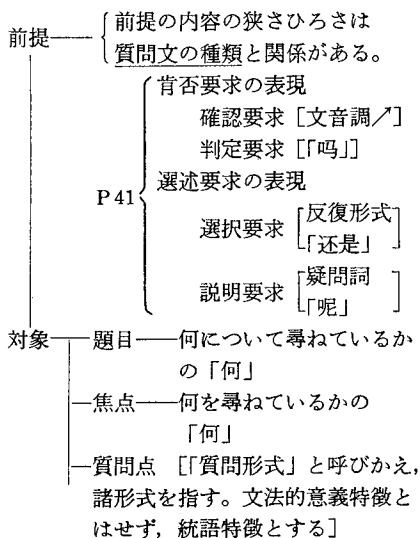 前提── 前提の内容の狭さひろさは
質問文の種類と関係がある。
肯否要求の表現
確認要求［文音調↗］
判定要求［「吗」］
P41
選述要求の表現
選択要求 反復形式
「还是」
説明要求 疑問詞
「呢」
対象──題目──何について尋ねているか
の「何」
─焦点──何を尋ねているかの
「何」
─質問点 ［「質問形式」と呼びかえ，
諸形式を指す。文法的意義特徴と
はせず，統語特徴とする］